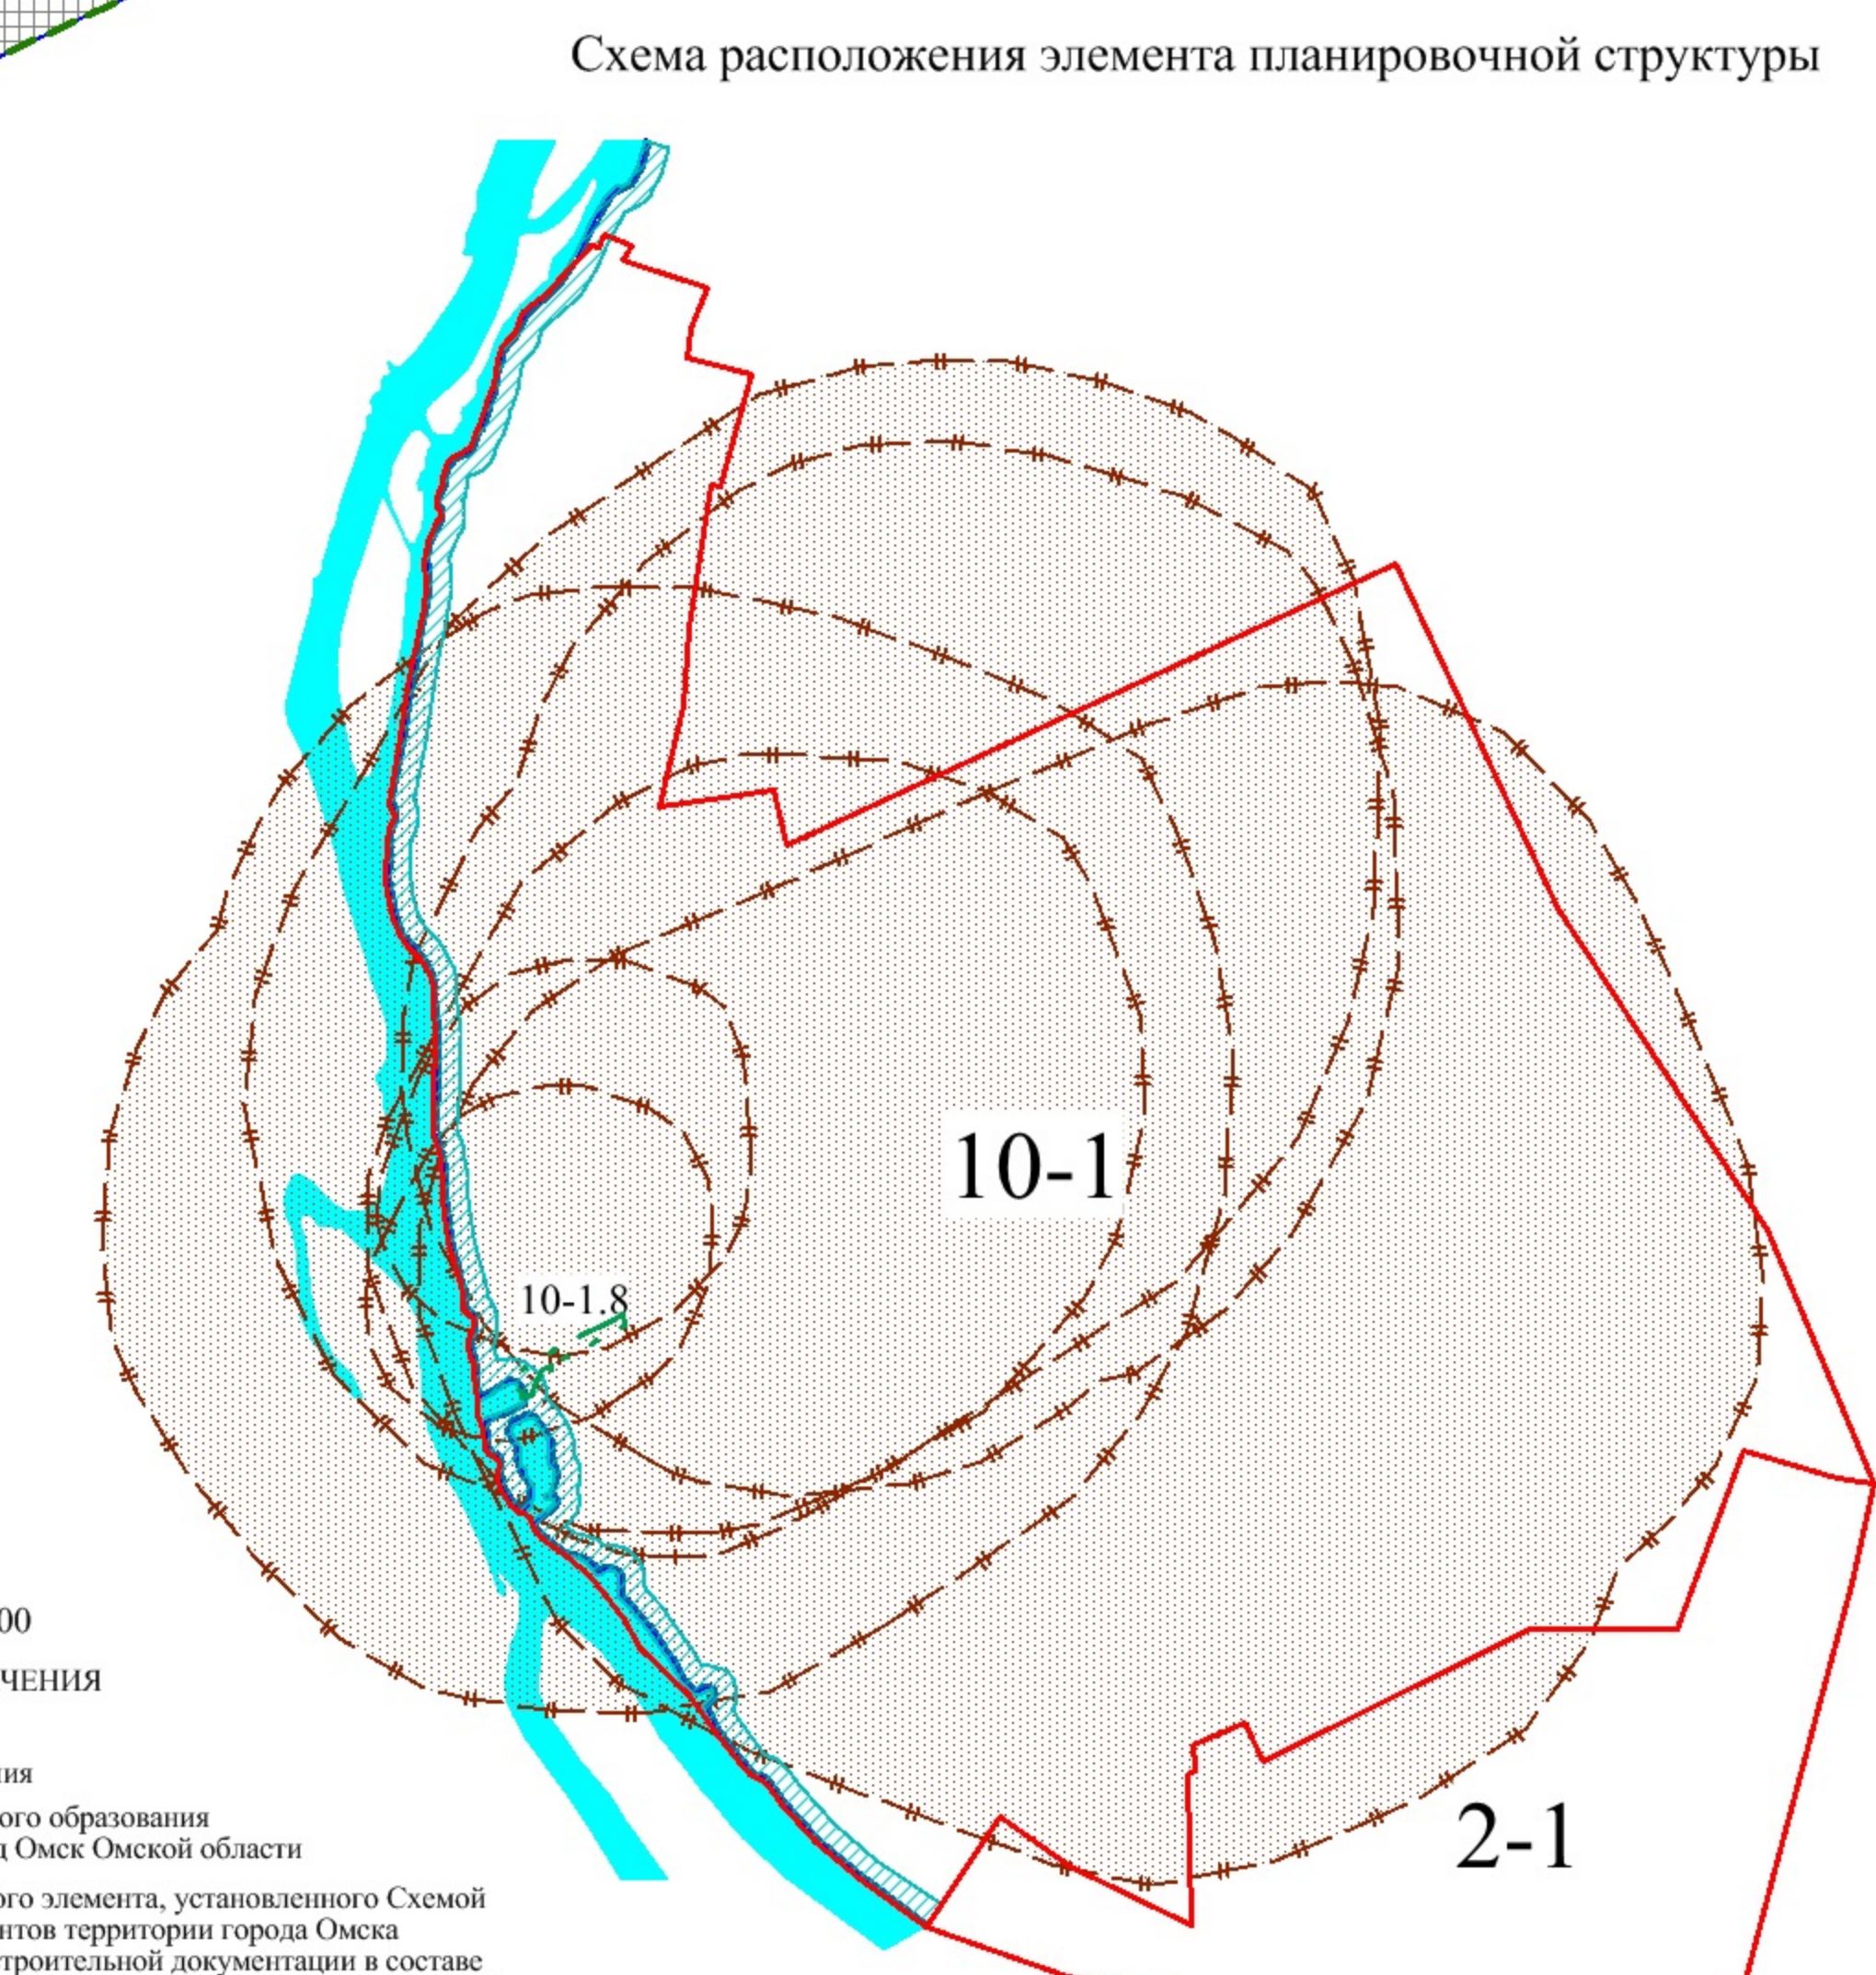 Схема расположения элемента планировочной структуры
10-1
10-1.8
2-1
00
ЧЕНИЯ
ия
ого образования
Омск Омской области
ого элемента, установленного Схемой
нтов территории города Омска
троительной документации в составе